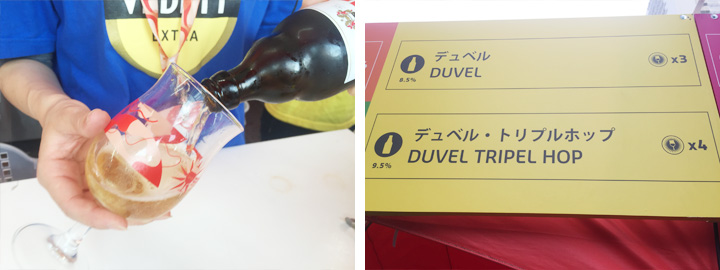 VEDETT
EXTRA
デュベル
DUVEL
8.5%
x3
デュベル・トリプルホップ
DUVEL TRIPEL HOP
9.5%
x4